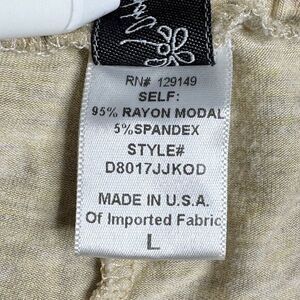 RN# 129149
SELF:
95% RAYON MODAL
5%SPANDEX
STYLE#
D8017JJKOD
MADE IN U.S.A.
Of Imported Fabric
L